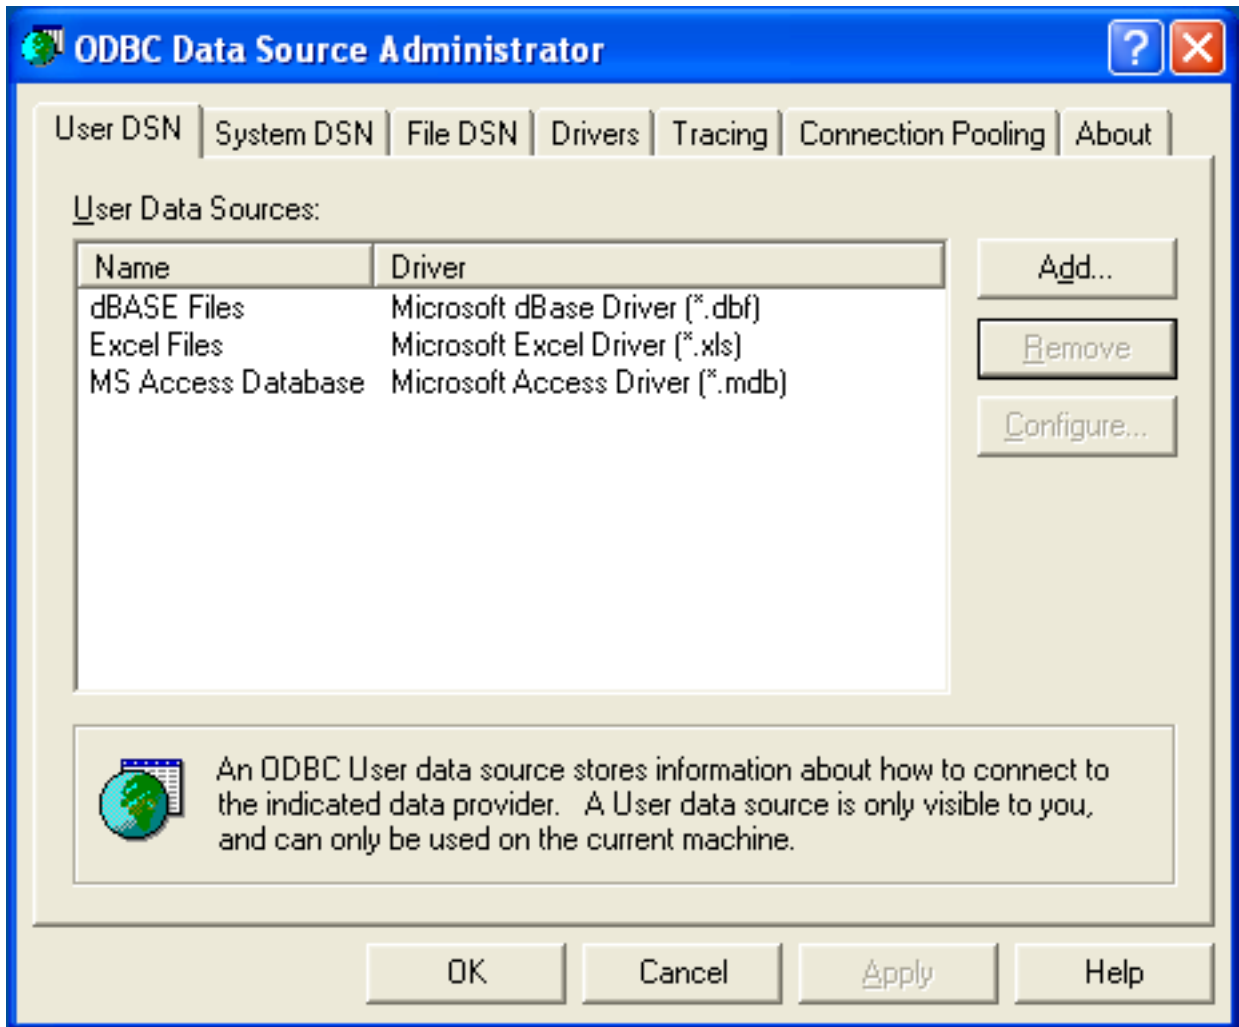 ODBC Data Source Administrator
?
User DSN System DSN File DSN Drivers Tracing Connection Pooling About
User Data Sources:
Name Driver
Add...
dBASE Files Microsoft dBase Driver (*.dbf)
Excel Files Microsoft Excel Driver (*.xls)
Remove
MS Access Database Microsoft Access Driver (*.mdb)
Configure...
An ODBC User data source stores information about how to connect to
the indicated data provider. A User data source is only visible to you,
and can only be used on the current machine.
OK Cancel Apply Help